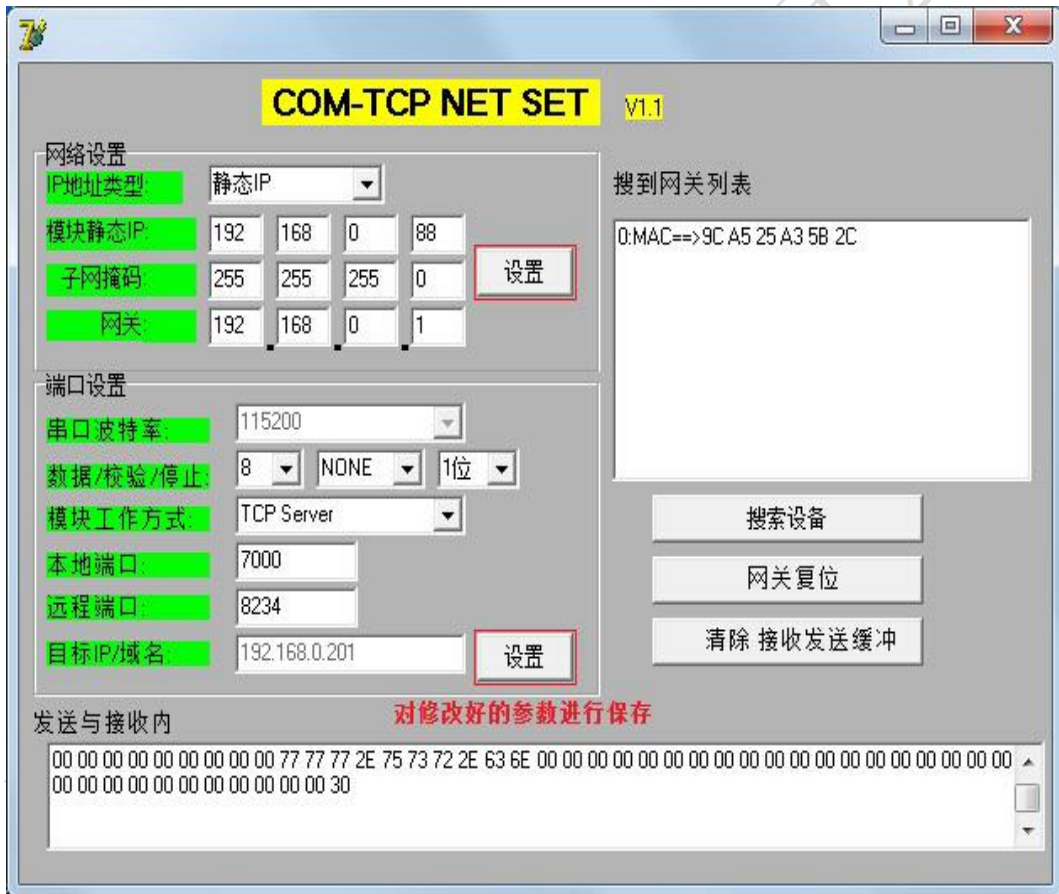 COM-TCP NET SET V1.1
网络设置
IP地址类型: 静态IP
模块静态IP: 192 168 0 88
子网掩码: 255 255 255 0
设置
网关: 192 168 0 1
端口设置
串口波特率: 115200
数据/校验/停止: 8 NONE 1位
模块工作方式: TCP Server
本地端口: 7000
远程端口: 8234
目标IP/域名: 192.168.0.201
设置
搜到网关列表
0:MAC==>9C A5 25 A3 5B 2C
搜索设备
网关复位
清除 接收发送缓冲
对修改好的参数进行保存
发送与接收内
00 00 00 00 00 00 00 00 00 77 77 77 2E 75 73 72 2E 63 6E 00 00 00 00 00 00 00 00 00 00 00 00 00 00 00 00 00 00 00
00 00 00 00 00 00 00 00 00 00 00 30